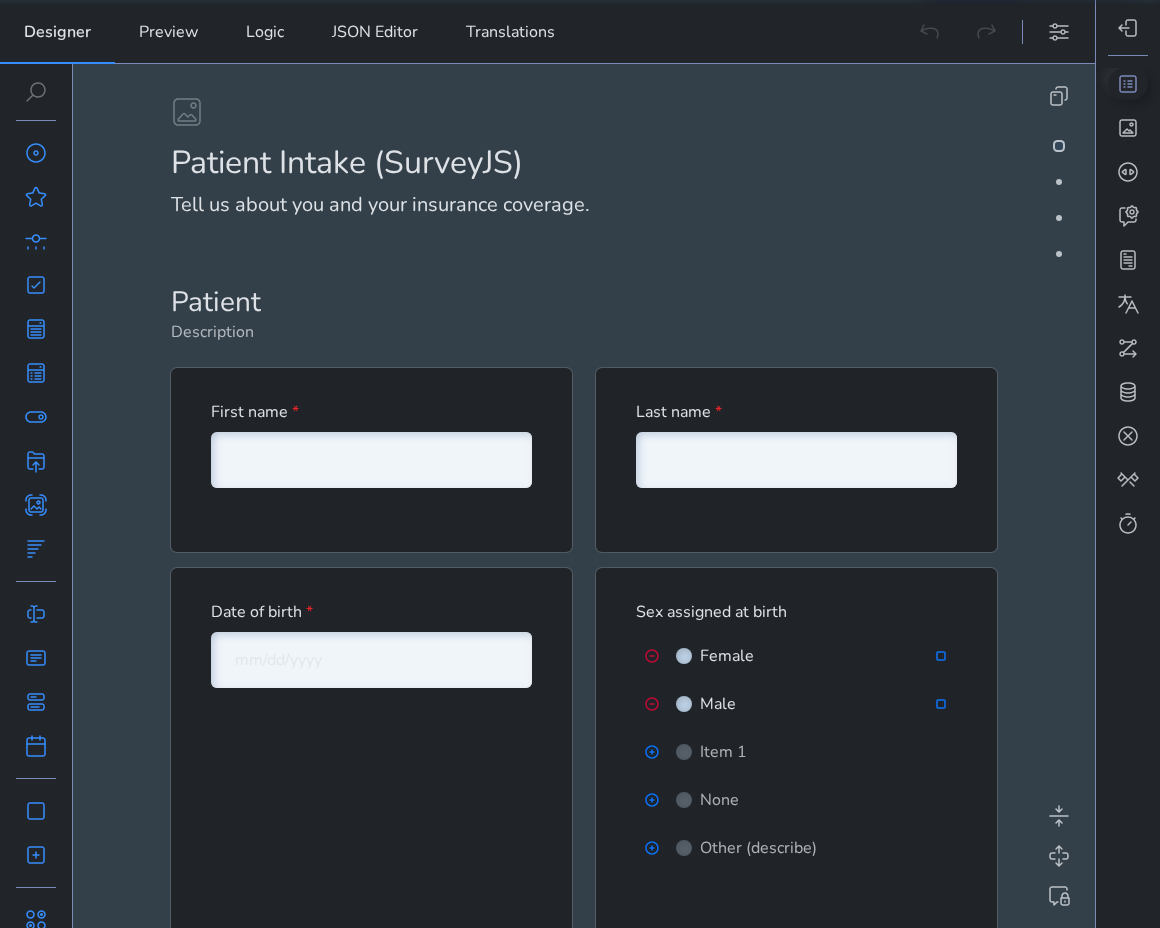 Designer
Preview
Logic
JSON Editor
Translations
Patient Intake (SurveyJS)
Tell us about you and your insurance coverage.
Patient
Description
First name *
Last name *
Date of birth *
mm/dd/yyyy
Sex assigned at birth
Female
Male
Item 1
None
Other (describe)